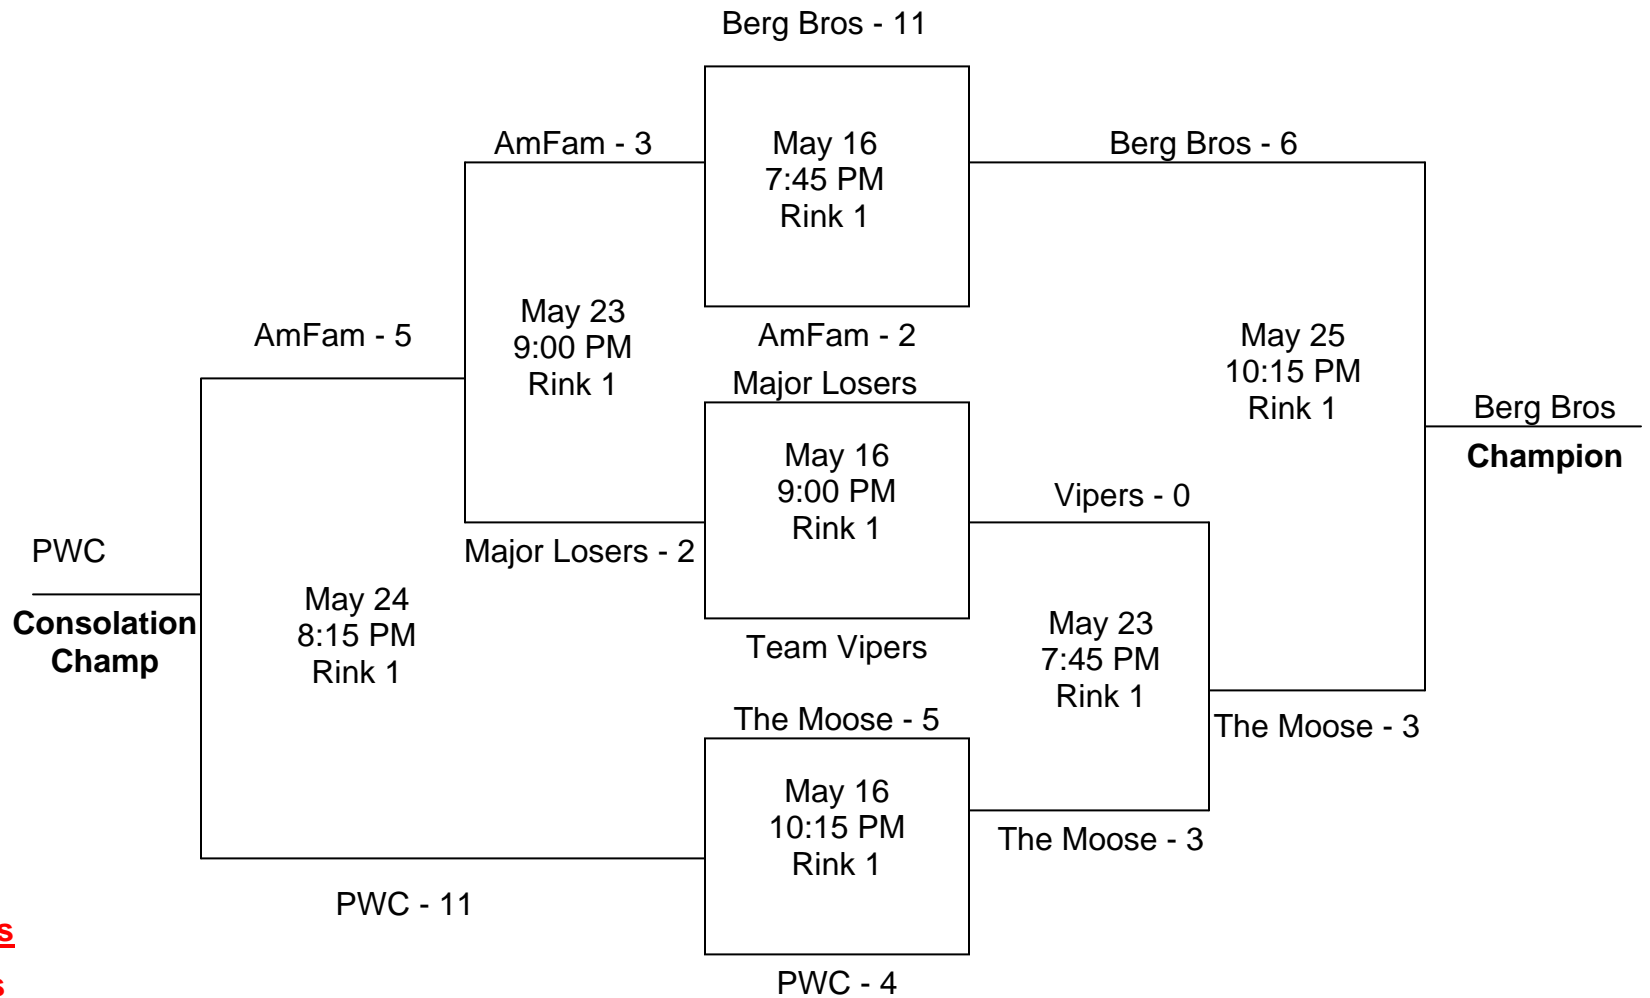 Berg Bros - 11
AmFam - 3
May 16
7:45 PM
Rink 1
Berg Bros - 6
AmFam - 5
May 23
9:00 PM
Rink 1
AmFam - 2
May 25
10:15 PM
Rink 1
Major Losers
Berg Bros
Champion
May 16
9:00 PM
Rink 1
Vipers - 0
PWC
Major Losers - 2
Consolation
Champ
May 24
8:15 PM
Rink 1
Team Vipers
May 23
7:45 PM
Rink 1
The Moose - 5
The Moose - 3
May 16
10:15 PM
Rink 1
The Moose - 3
PWC - 11
s
s
PWC - 4